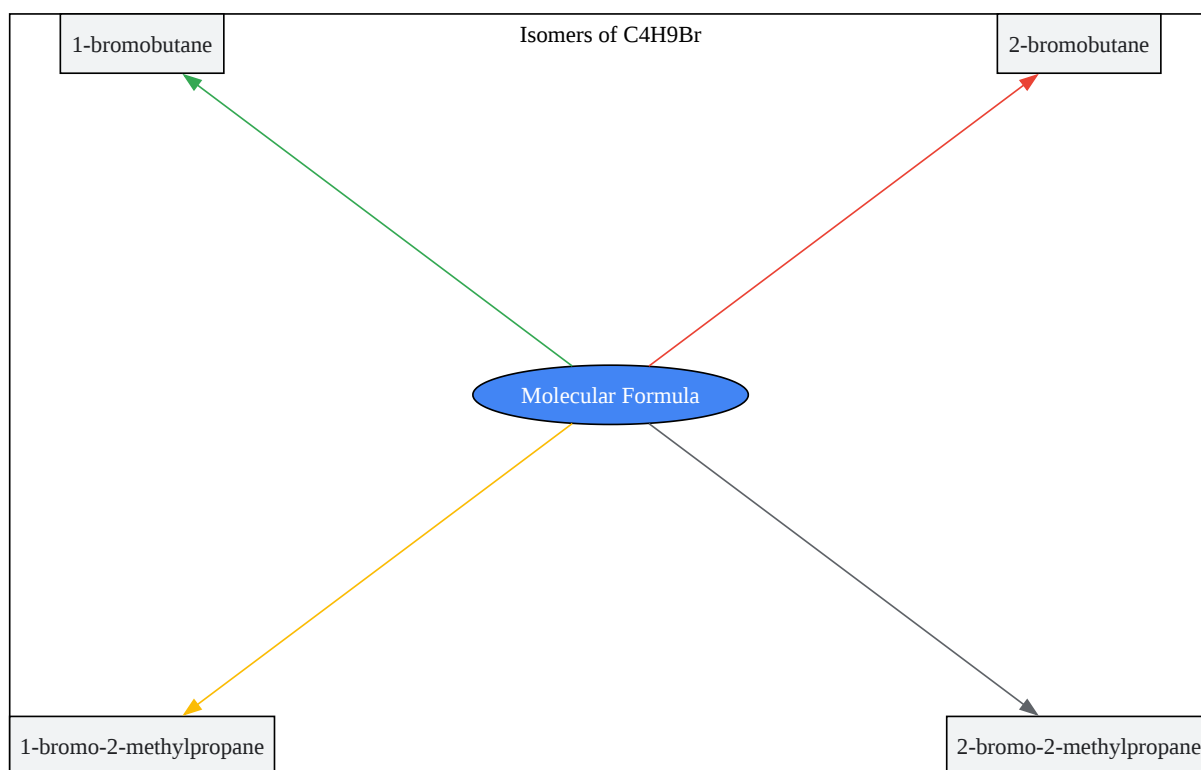 Isomers of C4H9Br
1-bromobutane
2-bromobutane
Molecular Formula
1-bromo-2-methylpropane
2-bromo-2-methylpropane